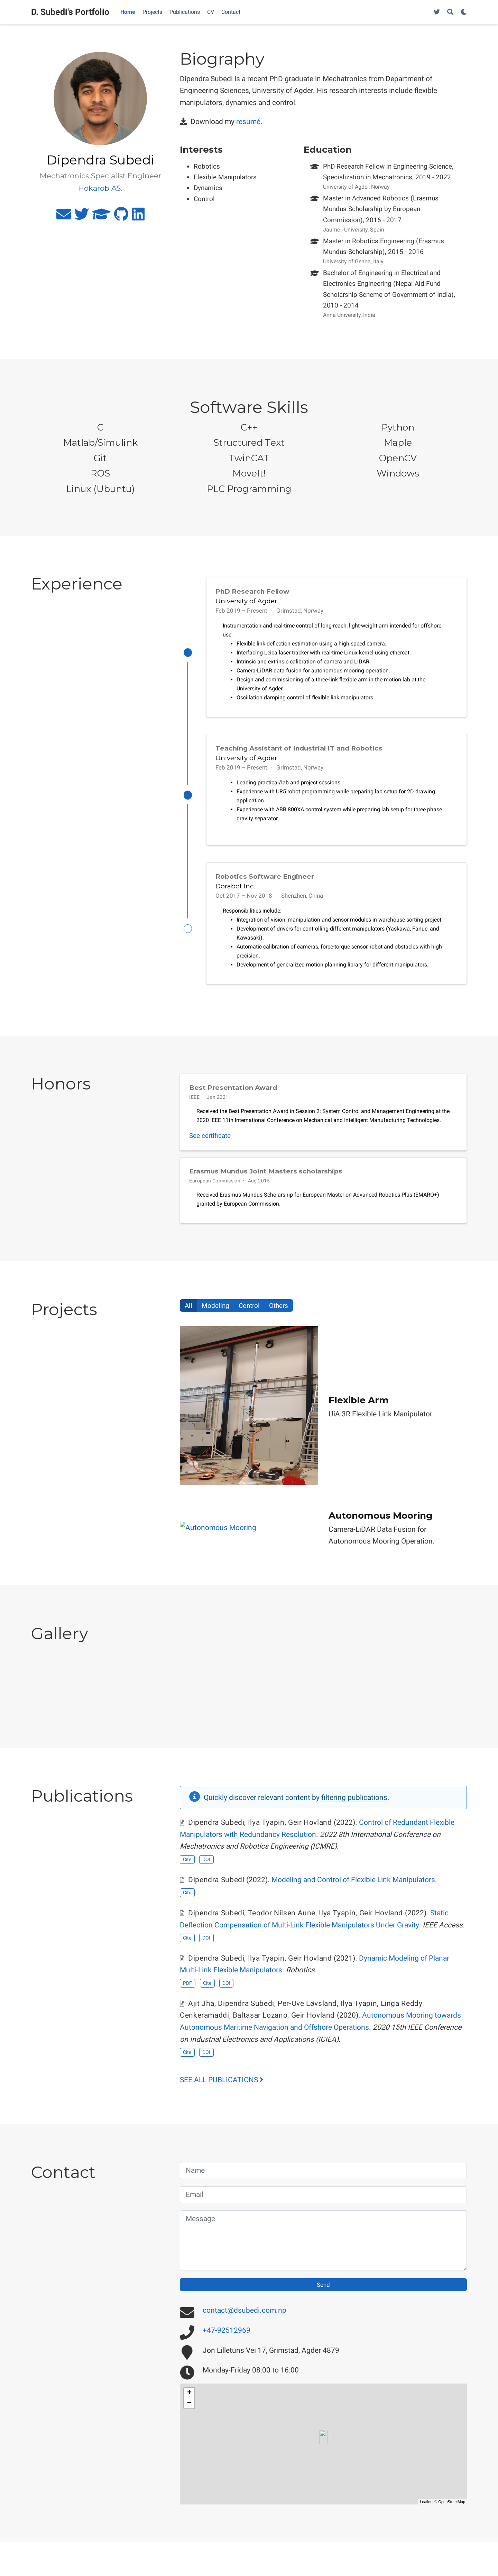 D. Subedi's Portfolio Home Projects Publications CV Contact
Dipendra Subedi
Mechatronics Specialist Engineer
Hokarob AS.
Biography
Dipendra Subedi is a recent PhD graduate in Mechatronics from Department of
Engineering Sciences, University of Agder. His research interests include flexible
manipulators, dynamics and control.
Download my resumé.
Interests
Robotics
Flexible Manipulators
Dynamics
Control
Education
PhD Research Fellow in Engineering Science,
Specialization in Mechatronics, 2019 - 2022
University of Agder, Norway
Master in Advanced Robotics (Erasmus
Mundus Scholarship by European
Commission), 2016 - 2017
Jaume I University, Spain
Master in Robotics Engineering (Erasmus
Mundus Scholarship), 2015 - 2016
University of Genoa, Italy
Bachelor of Engineering in Electrical and
Electronics Engineering (Nepal Aid Fund
Scholarship Scheme of Government of India),
2010 - 2014
Anna University, India
Software Skills
C
C++
Python
Matlab/Simulink
Structured Text
Maple
Git
TwinCAT
OpenCV
ROS
MoveIt!
Windows
Linux (Ubuntu)
PLC Programming
Experience
PhD Research Fellow
University of Agder
Feb 2019 – Present · Grimstad, Norway
Instrumentation and real-time control of long-reach, light-weight arm intended for offshore
use.
Flexible link deflection estimation using a high speed camera.
Interfacing Leica laser tracker with real-time Linux kernel using ethercat.
Intrinsic and extrinsic calibration of camera and LiDAR.
Camera-LiDAR data fusion for autonomous mooring operation.
Design and commissioning of a three-link flexible arm in the motion lab at the
University of Agder.
Oscillation damping control of flexible link manipulators.
Teaching Assistant of Industrial IT and Robotics
University of Agder
Feb 2019 – Present · Grimstad, Norway
Leading practical/lab and project sessions.
Experience with UR5 robot programming while preparing lab setup for 2D drawing
application.
Experience with ABB 800XA control system while preparing lab setup for three phase
gravity separator.
Robotics Software Engineer
Dorabot Inc.
Oct 2017 – Nov 2018 · Shenzhen, China
Responsibilities include:
Integration of vision, manipulation and sensor modules in warehouse sorting project.
Development of drivers for controlling different manipulators (Yaskawa, Fanuc, and
Kawasaki).
Automatic calibration of cameras, force-torque sensor, robot and obstacles with high
precision.
Development of generalized motion planning library for different manipulators.
Honors
Best Presentation Award
IEEE · Jan 2021
Received the Best Presentation Award in Session 2: System Control and Management Engineering at the
2020 IEEE 11th International Conference on Mechanical and Intelligent Manufacturing Technologies.
See certificate
Erasmus Mundus Joint Masters scholarships
European Commission · Aug 2015
Received Erasmus Mundus Scholarship for European Master on Advanced Robotics Plus (EMARO+)
granted by European Commission.
Projects
All Modeling Control Others
Flexible Arm
UiA 3R Flexible Link Manipulator
Autonomous Mooring
Autonomous Mooring
Camera-LiDAR Data Fusion for
Autonomous Mooring Operation.
Gallery
Publications
Quickly discover relevant content by filtering publications.
Dipendra Subedi, Ilya Tyapin, Geir Hovland (2022). Control of Redundant Flexible
Manipulators with Redundancy Resolution. 2022 8th International Conference on
Mechatronics and Robotics Engineering (ICMRE).
Cite DOI
Dipendra Subedi (2022). Modeling and Control of Flexible Link Manipulators.
Cite
Dipendra Subedi, Teodor Nilsen Aune, Ilya Tyapin, Geir Hovland (2022). Static
Deflection Compensation of Multi-Link Flexible Manipulators Under Gravity. IEEE Access.
Cite DOI
Dipendra Subedi, Ilya Tyapin, Geir Hovland (2021). Dynamic Modeling of Planar
Multi-Link Flexible Manipulators. Robotics.
PDF Cite DOI
Ajit Jha, Dipendra Subedi, Per-Ove Løvsland, Ilya Tyapin, Linga Reddy
Cenkeramaddi, Baltasar Lozano, Geir Hovland (2020). Autonomous Mooring towards
Autonomous Maritime Navigation and Offshore Operations. 2020 15th IEEE Conference
on Industrial Electronics and Applications (ICIEA).
Cite DOI
SEE ALL PUBLICATIONS
Contact
Name
Email
Message
Send
contact@dsubedi.com.np
+47-92512969
Jon Lilletuns Vei 17, Grimstad, Agder 4879
Monday-Friday 08:00 to 16:00
+
−
Leaflet | © OpenStreetMap